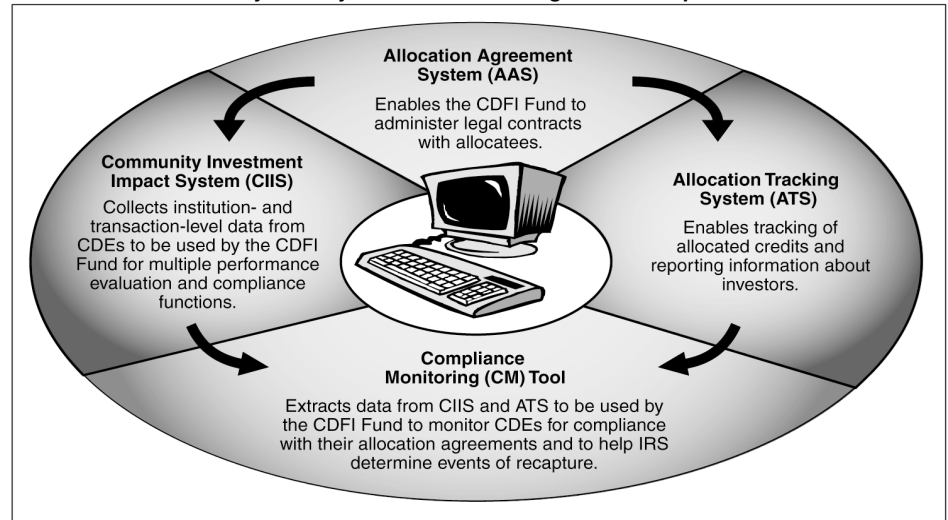 Allocation Agreement
System (AAS)
Enables the CDFI Fund to
administer legal contracts
with allocatees.
Community Investment
Impact System (CIIS)
Collects institution- and
transaction-level data from
CDEs to be used by the CDFI
Fund for multiple performance
evaluation and compliance
functions.
Allocation Tracking
System (ATS)
Enables tracking of
allocated credits and
reporting information about
investors.
Compliance
Monitoring (CM) Tool
Extracts data from CIIS and ATS to be used by
the CDFI Fund to monitor CDEs for compliance
with their allocation agreements and to help IRS
determine events of recapture.